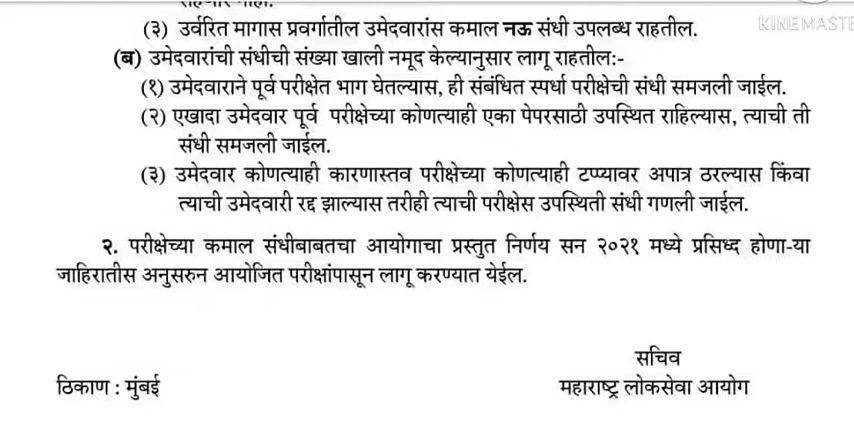 (३) उर्वरित मागास प्रवर्गातील उमेदवारांस कमाल नऊ संधी उपलब्ध राहतील.
KINEMASTE
(ब) उमेदवारांची संधीची संख्या खाली नमूद केल्यानुसार लागू राहतील:-
(१) उमेदवाराने पूर्व परीक्षेत भाग घेतल्यास, ही संबंधित स्पर्धा परीक्षेची संधी समजली जाईल.
(२) एखादा उमेदवार पूर्व परीक्षेच्या कोणत्याही एका पेपरसाठी उपस्थित राहिल्यास, त्याची ती
संधी समजली जाईल.
(३) उमेदवार कोणत्याही कारणास्तव परीक्षेच्या कोणत्याही टप्प्यावर अपात्र ठरल्यास किंवा
त्याची उमेदवारी रद्द झाल्यास तरीही त्याची परीक्षेस उपस्थिती संधी गणली जाईल.
२. परीक्षेच्या कमाल संधीबाबतचा आयोगाचा प्रस्तुत निर्णय सन २०२१ मध्ये प्रसिध्द होणा-या
जाहिरातीस अनुसरुन आयोजित परीक्षांपासून लागू करण्यात येईल.
सचिव
ठिकाण : मुंबई महाराष्ट्र लोकसेवा आयोग